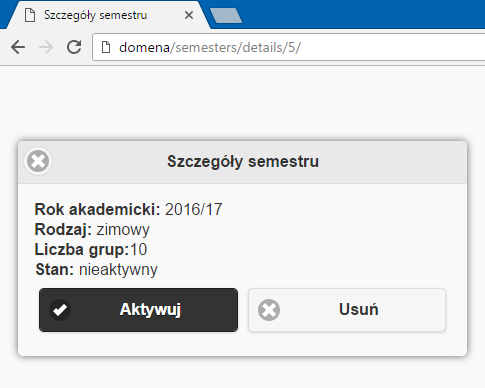 Szczegóły semestru
domena/semesters/details/5/
Szczegóły semestru
Rok akademicki: 2016/17
Rodzaj: zimowy
Liczba grup:10
Stan: nieaktywny
Aktywuj Usuń